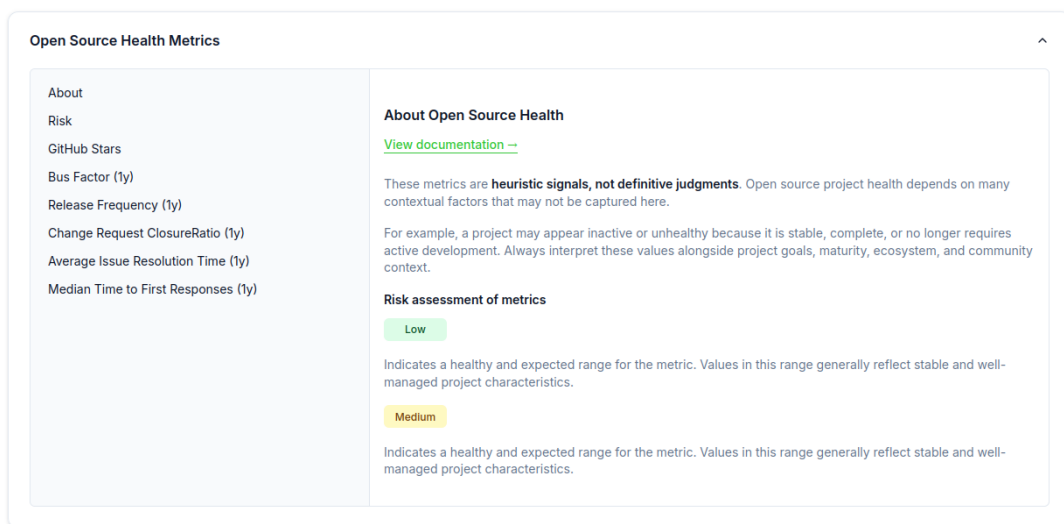 Open Source Health Metrics
About
Risk
GitHub Stars
Bus Factor (1y)
Release Frequency (1y)
Change Request ClosureRatio (1y)
Average Issue Resolution Time (1y)
Median Time to First Responses (1y)
About Open Source Health
View documentation →
These metrics are heuristic signals, not definitive judgments. Open source project health depends on many
contextual factors that may not be captured here.
For example, a project may appear inactive or unhealthy because it is stable, complete, or no longer requires
active development. Always interpret these values alongside project goals, maturity, ecosystem, and community
context.
Risk assessment of metrics
Low
Indicates a healthy and expected range for the metric. Values in this range generally reflect stable and well-
managed project characteristics.
Medium
Indicates a healthy and expected range for the metric. Values in this range generally reflect stable and well-
managed project characteristics.